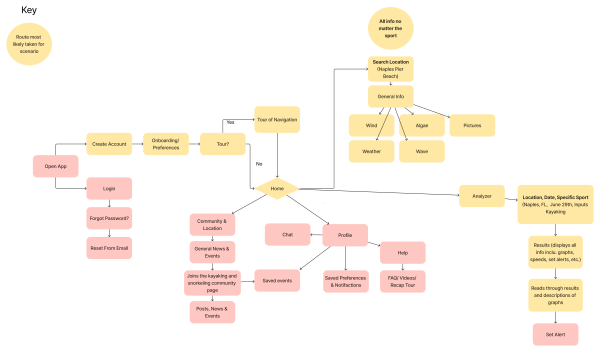 Key
Route most
likely taken for
scenario
All info no
matter the
sport
Search Location
(Naples Pier
Beach)
General Info
Wind
Algae
Pictures
Weather
Wave
Yes
Tour of Navigation
Create Account
Onboarding/
Preferences
Tour?
No
Open App
Login
Forgot Password?
Reset From Email
Home
Analyzer
Location, Date, Specific Sport
(Naples, FL, June 29th, Inputs
Kayaking
Results (displays all
info inclu. graphs,
speeds, set alerts, etc.)
Reads through results
and descriptions of
graphs
Set Alert
Community &
Location
General News &
Events
Joins the kayaking and
snorkeling community
page
Posts, News &
Events
Chat
Profile
Saved events
Saved Preferences
& Notifactions
Help
FAQ/ Videos/
Recap Tour